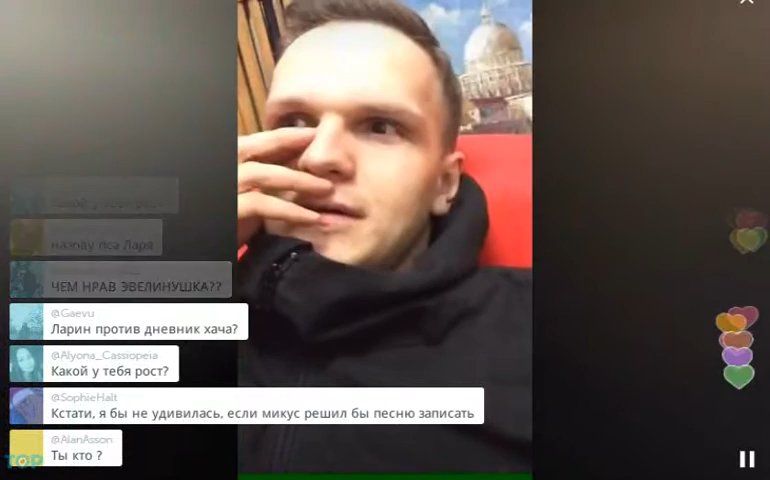 назову пса Ларя
ЧЕМ НРАВ ЭВЕЛИНУШКА??
@Gaevu
Ларин против дневник хача?
@Alyona_Cassiopeia
Какой у тебя рост?
@SophieHalt
Кстати, я бы не удивилась, если микус решил бы песню записать
@AlanAsson
Ты кто ?
TOP